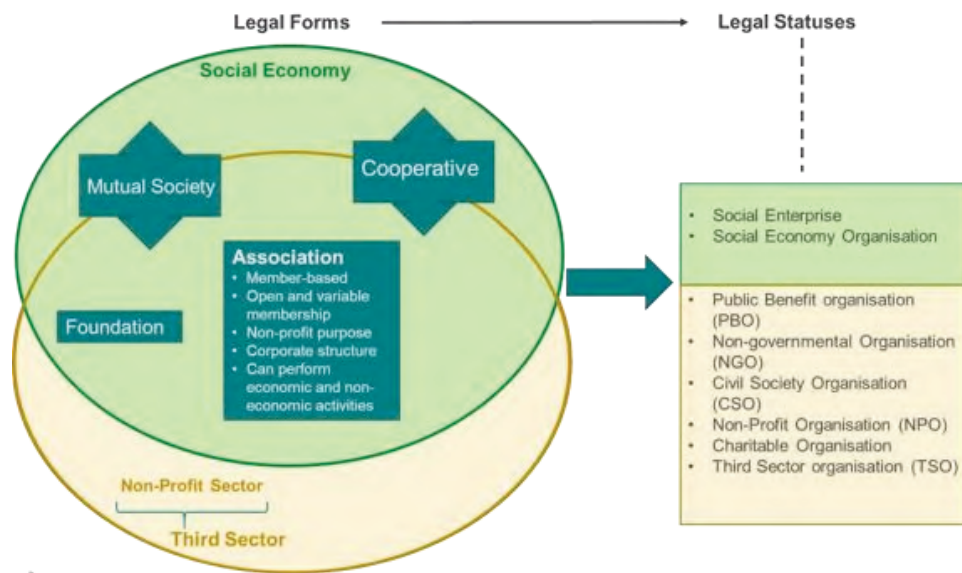 Legal Forms
Legal Statuses
Social Economy
Mutual Society
Cooperative
Association
• Member-based
• Open and variable
membership
• Non-profit purpose
• Corporate structure
• Can perform
economic and non-
economic activities
Foundation
Non-Profit Sector
Third Sector
• Social Enterprise
• Social Economy Organisation
• Public Benefit organisation
(PBO)
• Non-governmental Organisation
(NGO)
• Civil Society Organisation
(CSO)
• Non-Profit Organisation (NPO)
• Charitable Organisation
• Third Sector organisation (TSO)